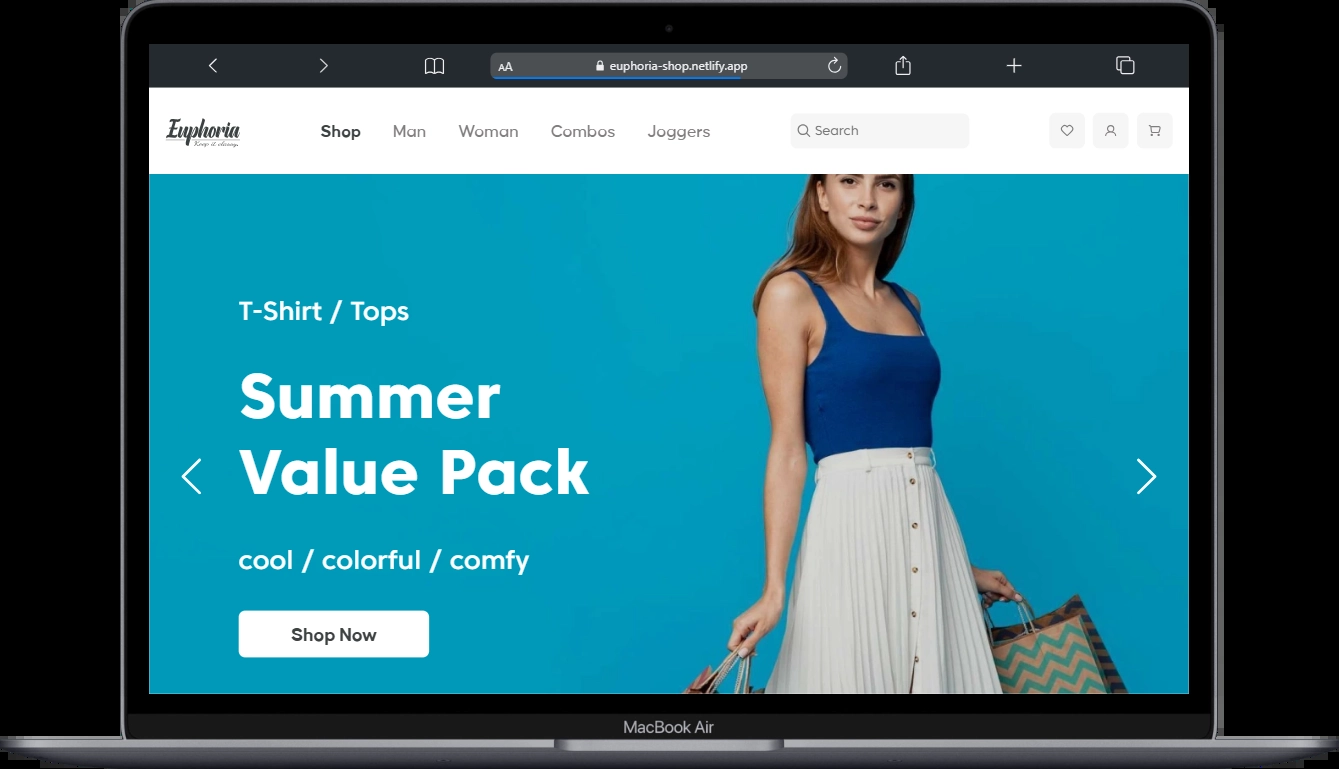 AA
euphoria-shop.netlify.app
Euphoria
Keep it classy.
Shop
Man
Woman
Combos
Joggers
Search
T-Shirt / Tops
Summer
Value Pack
cool / colorful / comfy
Shop Now
MacBook Air